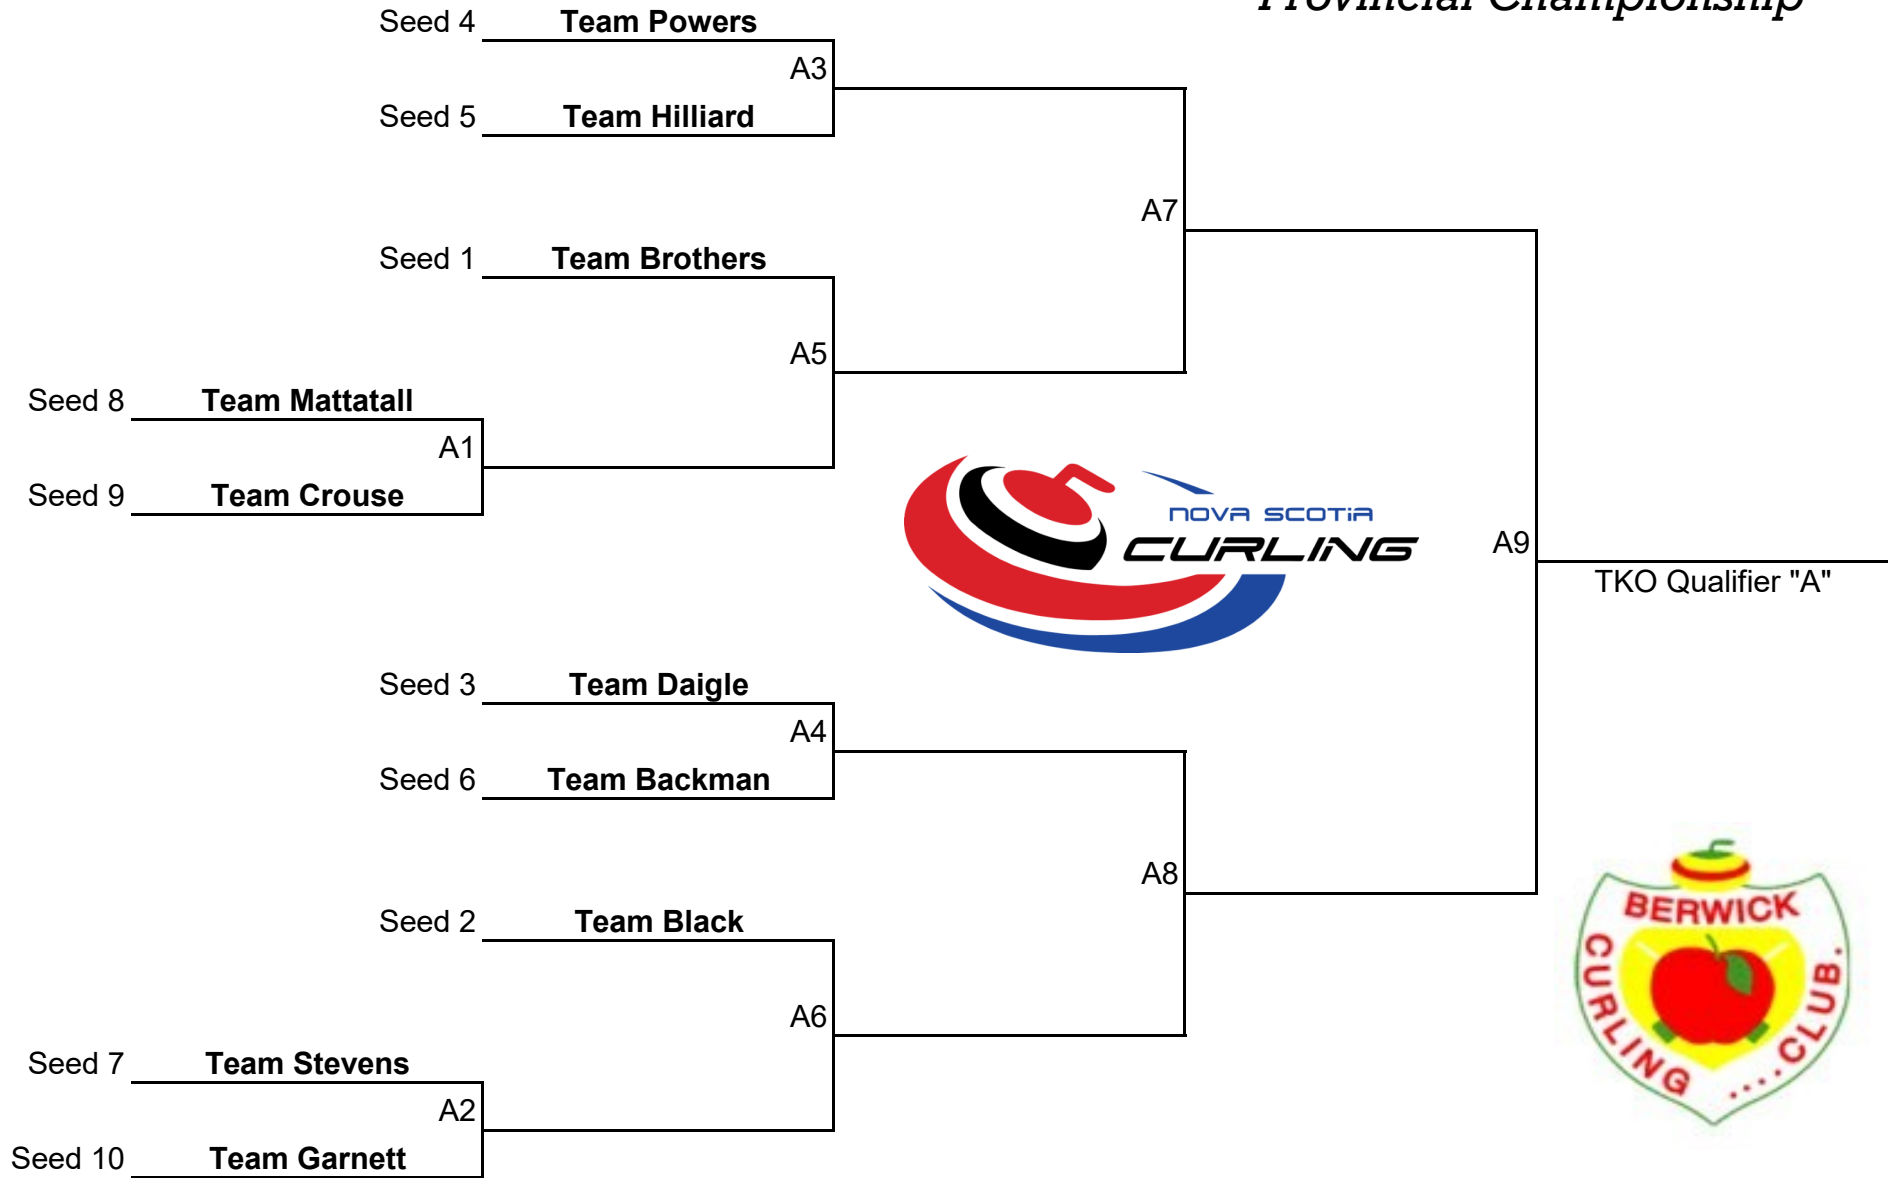 Provincial Championship
Seed 4 Team Powers
A3
Seed 5 Team Hilliard
A7
Seed 1 Team Brothers
A5
Seed 8 Team Mattatall
A1
Seed 9 Team Crouse
NOVA SCOTIA
CURLING
A9
TKO Qualifier "A"
Seed 3 Team Daigle
A4
Seed 6 Team Backman
A8
Seed 2 Team Black
A6
Seed 7 Team Stevens
A2
Seed 10 Team Garnett
BERWICK
CURLING ....CLUB.